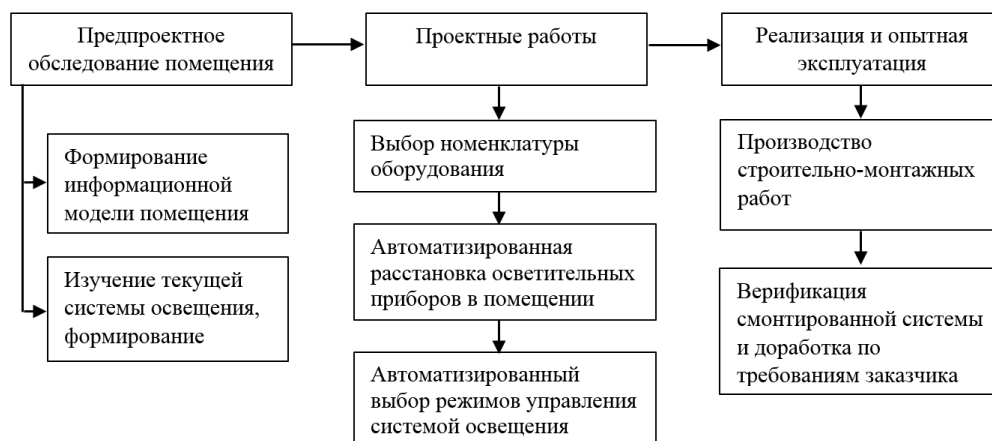 Предпроектное
обследование помещения
Формирование
информационной
модели помещения
Изучение текущей
системы освещения,
формирование
Проектные работы
Выбор номенклатуры
оборудования
Автоматизированная
расстановка осветительных
приборов в помещении
Автоматизированный
выбор режимов управления
системой освещения
Реализация и опытная
эксплуатация
Производство
строительно-монтажных
работ
Верификация
смонтированной системы
и доработка по
требованиям заказчика